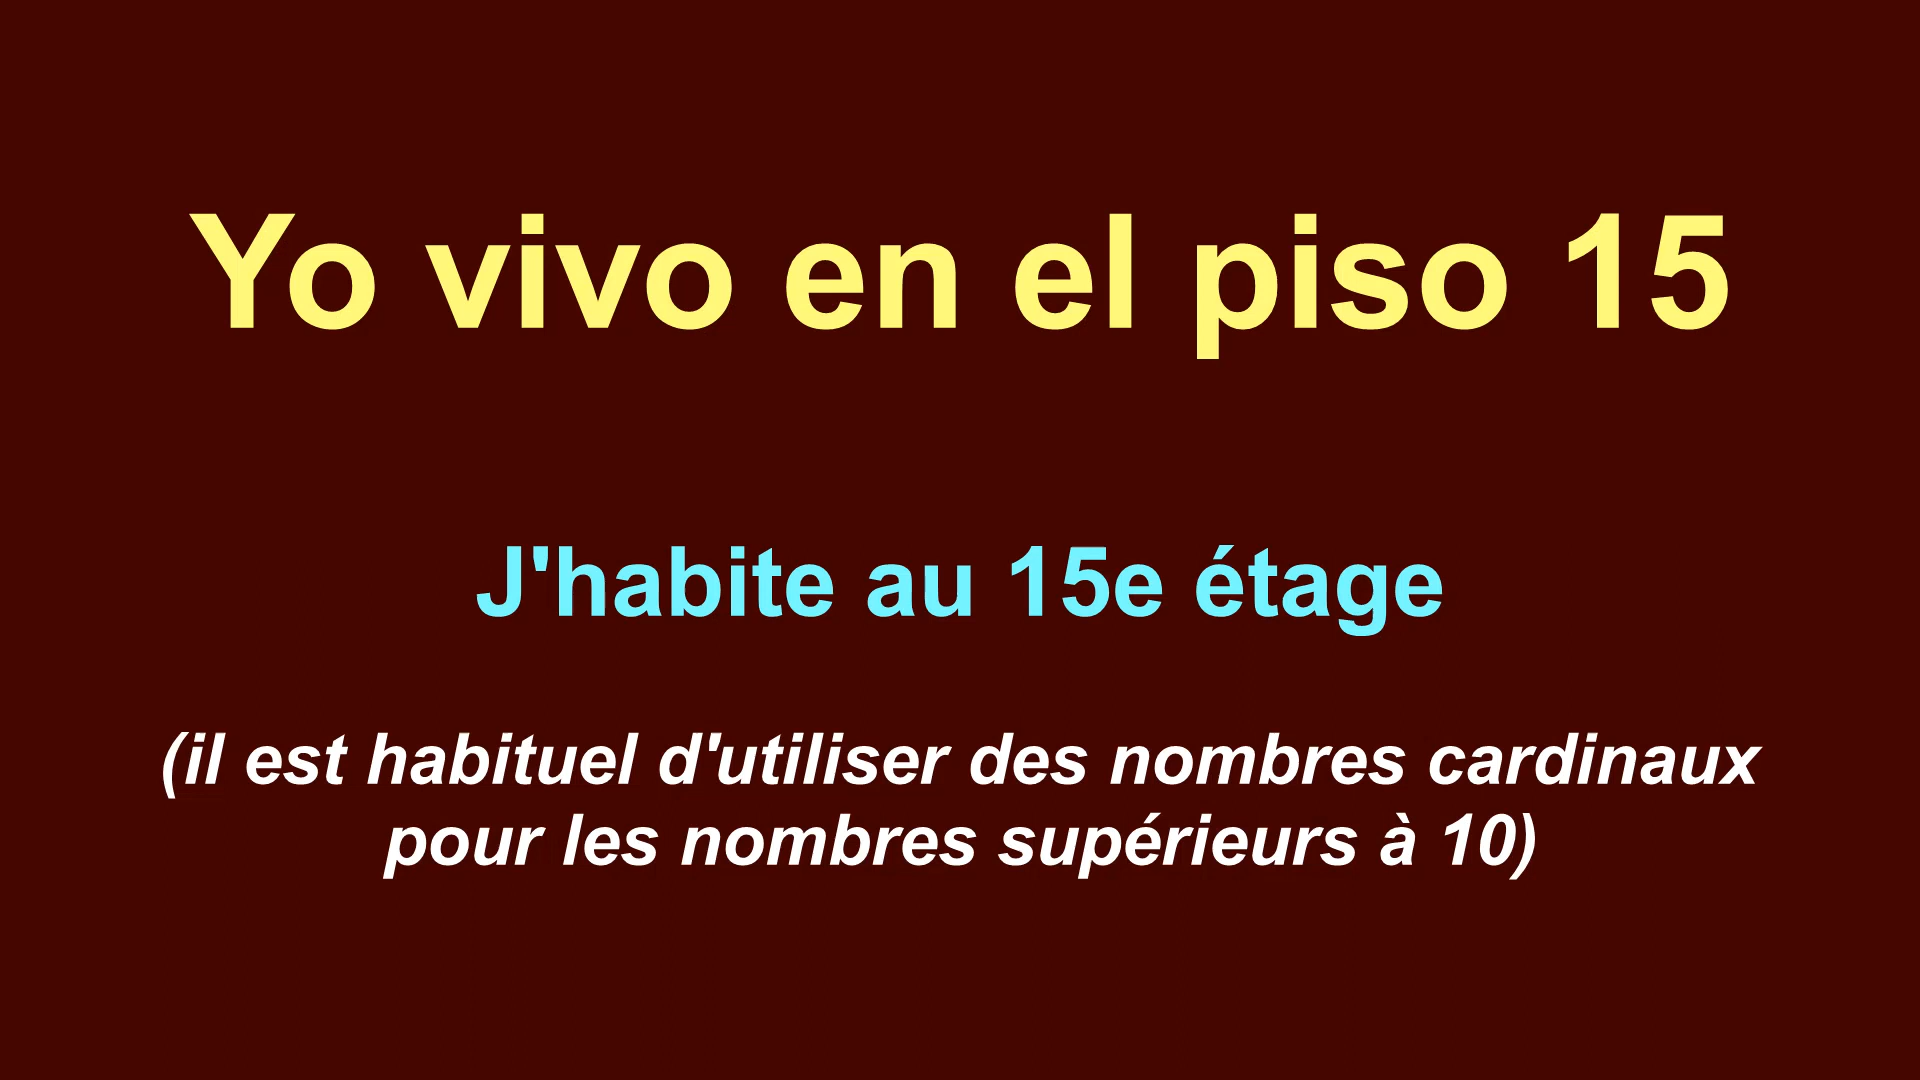 Yo vivo en el piso 15
J'habite au 15e étage
(il est habituel d'utiliser des nombres cardinaux
pour les nombres supérieurs à 10)